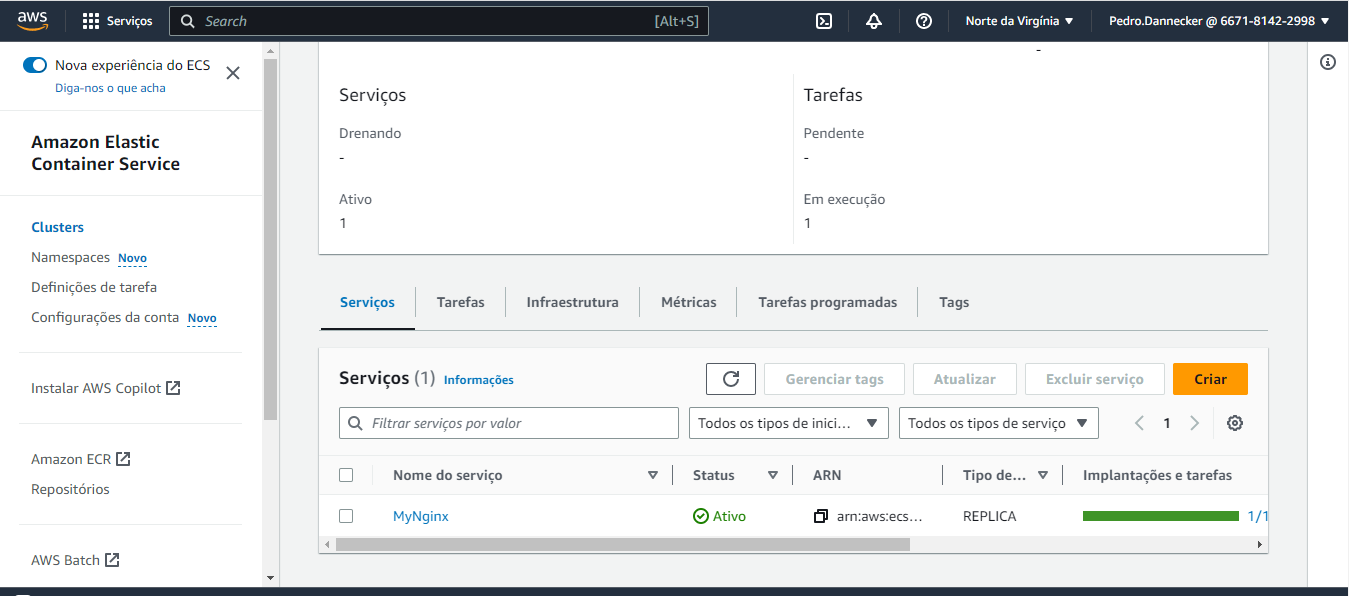 aws
Serviços
Search [Alt+S]
Norte da Virgínia
Pedro.Dannecker @ 6671-8142-2998
Nova experiência do ECS
Diga-nos o que acha
Amazon Elastic
Container Service
Clusters
Namespaces Novo
Definições de tarefa
Configurações da conta Novo
Instalar AWS Copilot
Amazon ECR
Repositórios
AWS Batch
-
Serviços
Drenando
-
Ativo
1
Tarefas
Pendente
-
Em execução
1
Serviços Tarefas Infraestrutura Métricas Tarefas programadas Tags
Serviços (1) Informações
Gerenciar tags Atualizar Excluir serviço Criar
Filtrar serviços por valor Todos os tipos de inici... Todos os tipos de serviço 1
Nome do serviço Status ARN Tipo de... Implantações e tarefas
MyNginx Ativo arn:aws:ecs... REPLICA 1/1